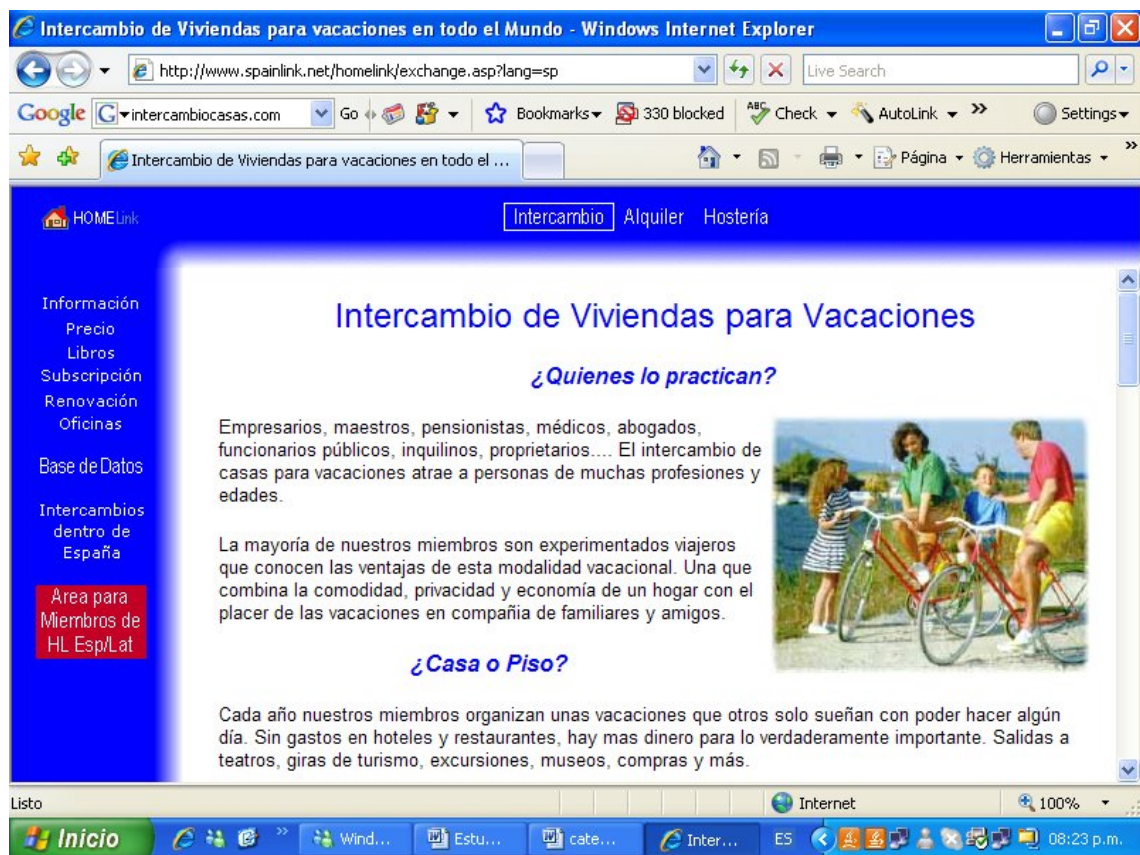 Intercambio de Viviendas para vacaciones en todo el Mundo - Windows Internet Explorer
http://www.spainlink.net/homelink/exchange.asp?lang=sp
Live Search
Google
G intercambiocasas.com Go Bookmarks 330 blocked ABC Check AutoLink » Settings
Intercambio de Viviendas para vacaciones en todo el ...
Página Herramientas »
HOMELink
Intercambio Alquiler Hostería
Información
Precio
Libros
Subscripción
Renovación
Oficinas
Base de Datos
Intercambios
dentro de
España
Area para
Miembros de
HL Esp/Lat
Intercambio de Viviendas para Vacaciones
¿Quienes lo practican?
Empresarios, maestros, pensionistas, médicos, abogados,
funcionarios públicos, inquilinos, proprietarios.... El intercambio de
casas para vacaciones atrae a personas de muchas profesiones y
edades.
La mayoría de nuestros miembros son experimentados viajeros
que conocen las ventajas de esta modalidad vacacional. Una que
combina la comodidad, privacidad y economía de un hogar con el
placer de las vacaciones en compañia de familiares y amigos.
¿Casa o Piso?
Cada año nuestros miembros organizan unas vacaciones que otros solo sueñan con poder hacer algún
día. Sin gastos en hoteles y restaurantes, hay mas dinero para lo verdaderamente importante. Salidas a
teatros, giras de turismo, excursiones, museos, compras y más.
Listo Internet 100%
Inicio » Wind... Estu... cate... Inter... ES 08:23 p.m.